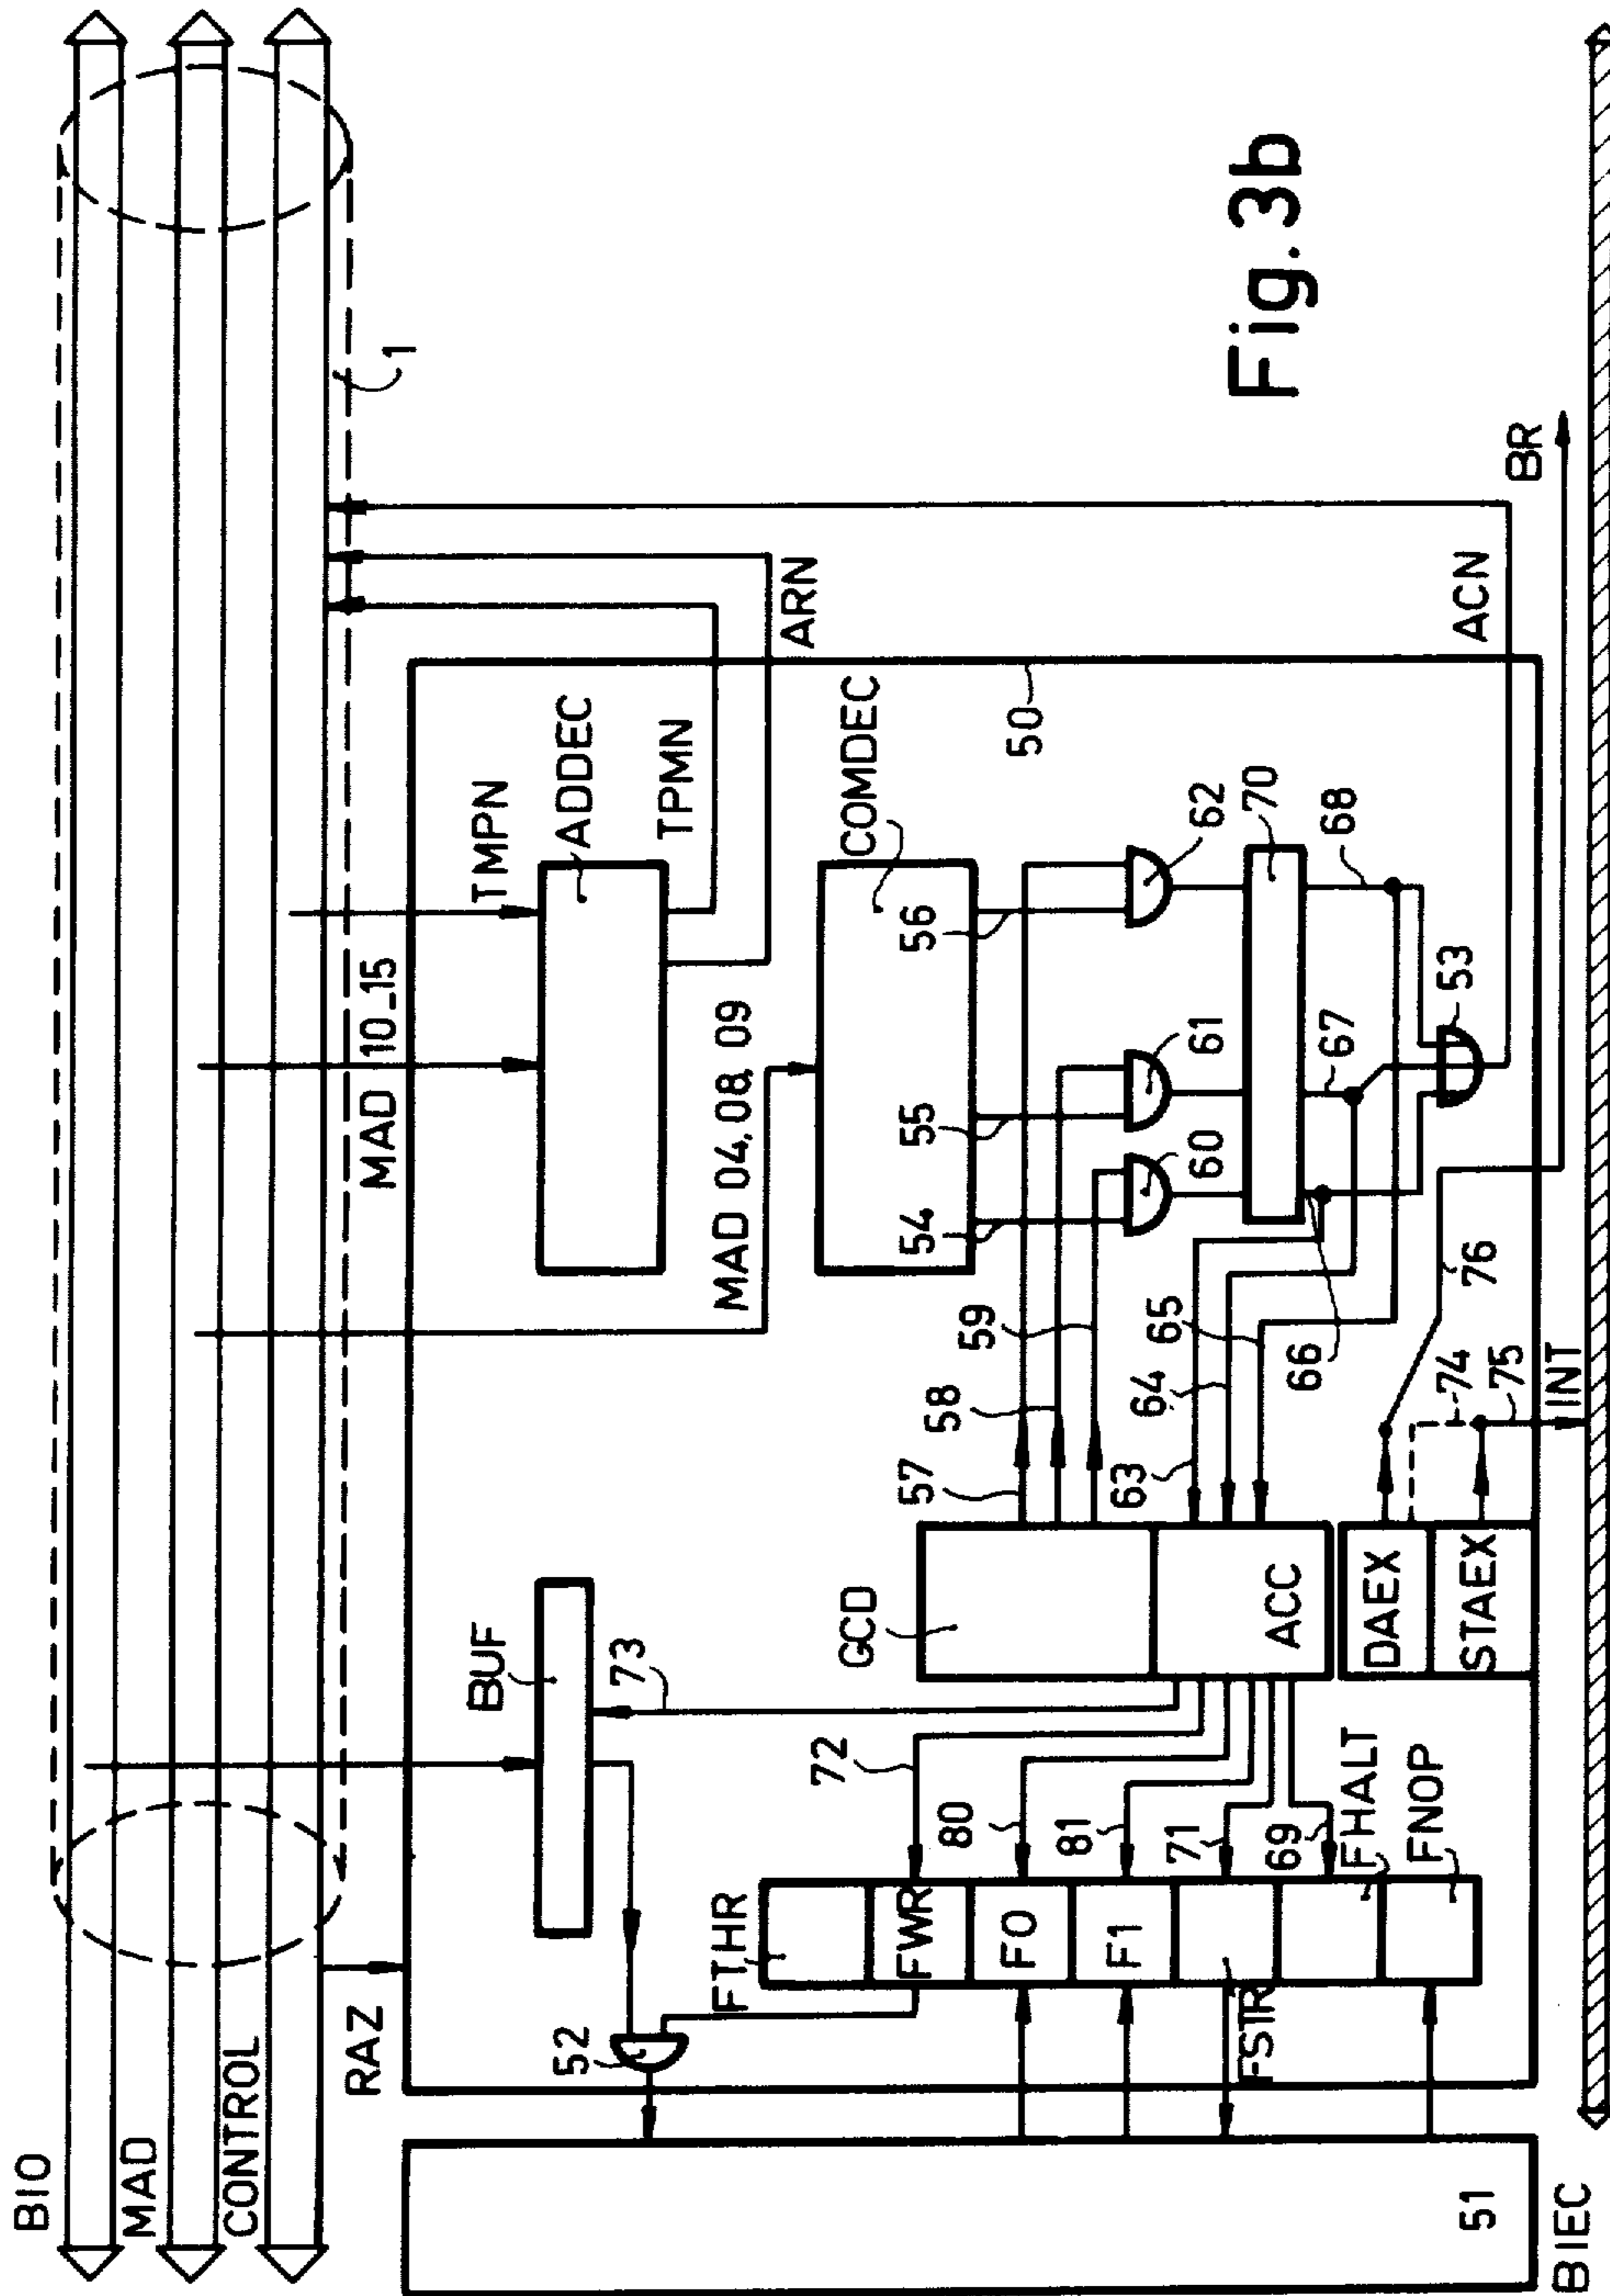 BIO
MAD
CONTROL
RAZ
1
MAD 10_15
TMPN
ADDEC
TPMN
ARN
MAD 04, 08, 09
COMDEC
50
BUF
73
52
FTHR
FWR
F0
F1
FSTR
FHALT
FNOP
72
80
81
71
69
GCD
ACC
57
58
59
54
55
56
60
61
62
70
63
64
65
66
67
68
53
ACN
BR
DAEX
STAEX
74
75
76
INT
51
BIEC
Fig. 3b